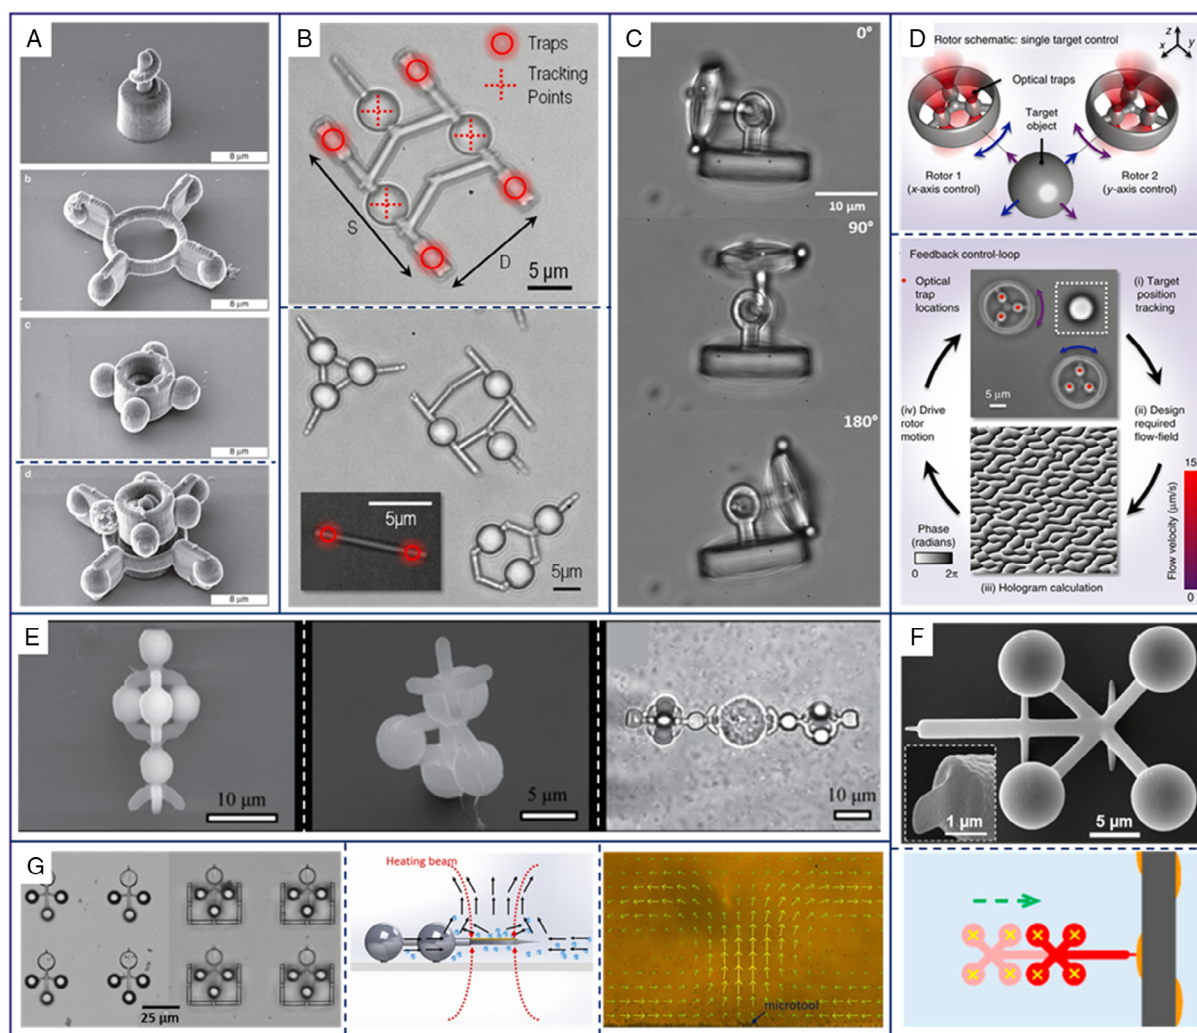 A
8 μm
b
8 μm
c
8 μm
d
8 μm
B
Traps
Tracking
Points
S
D
5 μm
5μm
5μm
C
0°
10 μm
90°
180°
D
Rotor schematic: single target control
z
x
y
Optical traps
Target
object
Rotor 1
(x-axis control)
Rotor 2
(y-axis control)
Feedback control-loop
Optical
trap
locations
(i) Target
position
tracking
5 μm
(iv) Drive
rotor
motion
(ii) Design
required
flow-field
Phase
(radians)
0
2π
(iii) Hologram calculation
Flow velocity (μm/s)
15
0
E
10 μm
5 μm
10 μm
F
1 μm
5 μm
G
25 μm
Heating beam
microtool